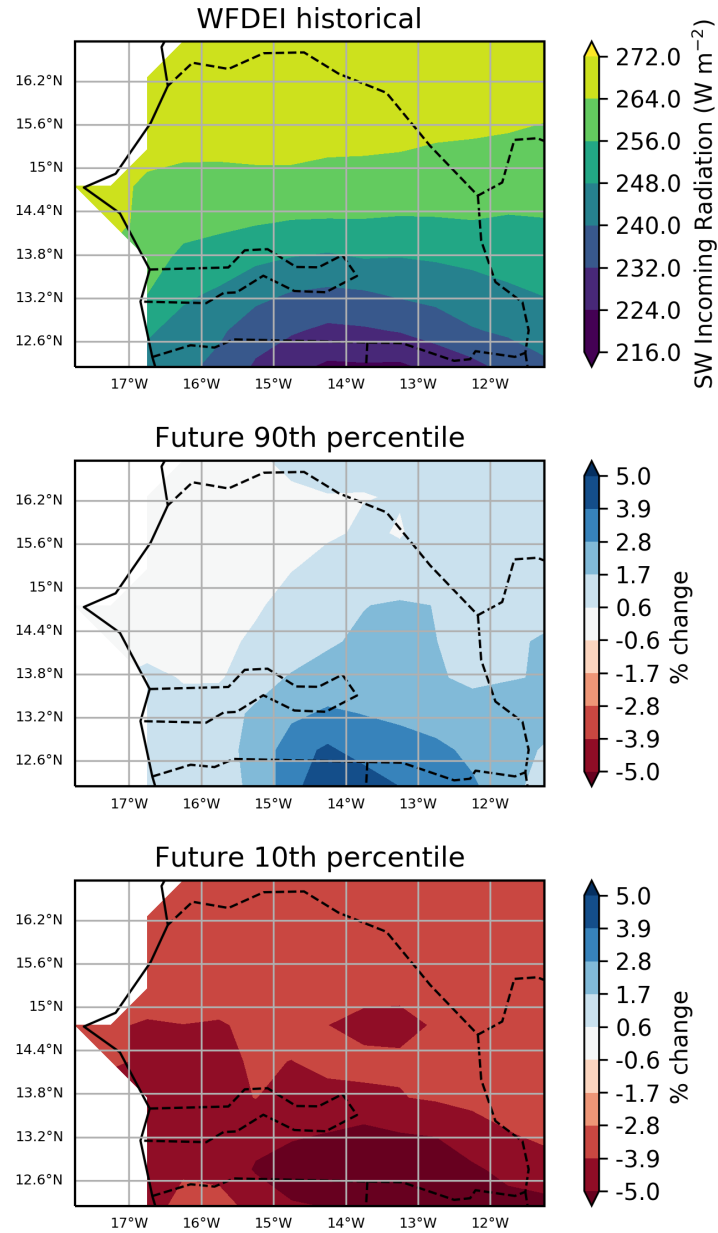 WFDEI historical
16.2°N
15.6°N
15°N
14.4°N
13.8°N
13.2°N
12.6°N
17°W 16°W 15°W 14°W 13°W 12°W
272.0
264.0
256.0
248.0
240.0
232.0
224.0
216.0
SW Incoming Radiation (W m⁻²)
Future 90th percentile
16.2°N
15.6°N
15°N
14.4°N
13.8°N
13.2°N
12.6°N
17°W 16°W 15°W 14°W 13°W 12°W
5.0
3.9
2.8
1.7
0.6
-0.6
-1.7
-2.8
-3.9
-5.0
% change
Future 10th percentile
16.2°N
15.6°N
15°N
14.4°N
13.8°N
13.2°N
12.6°N
17°W 16°W 15°W 14°W 13°W 12°W
5.0
3.9
2.8
1.7
0.6
-0.6
-1.7
-2.8
-3.9
-5.0
% change